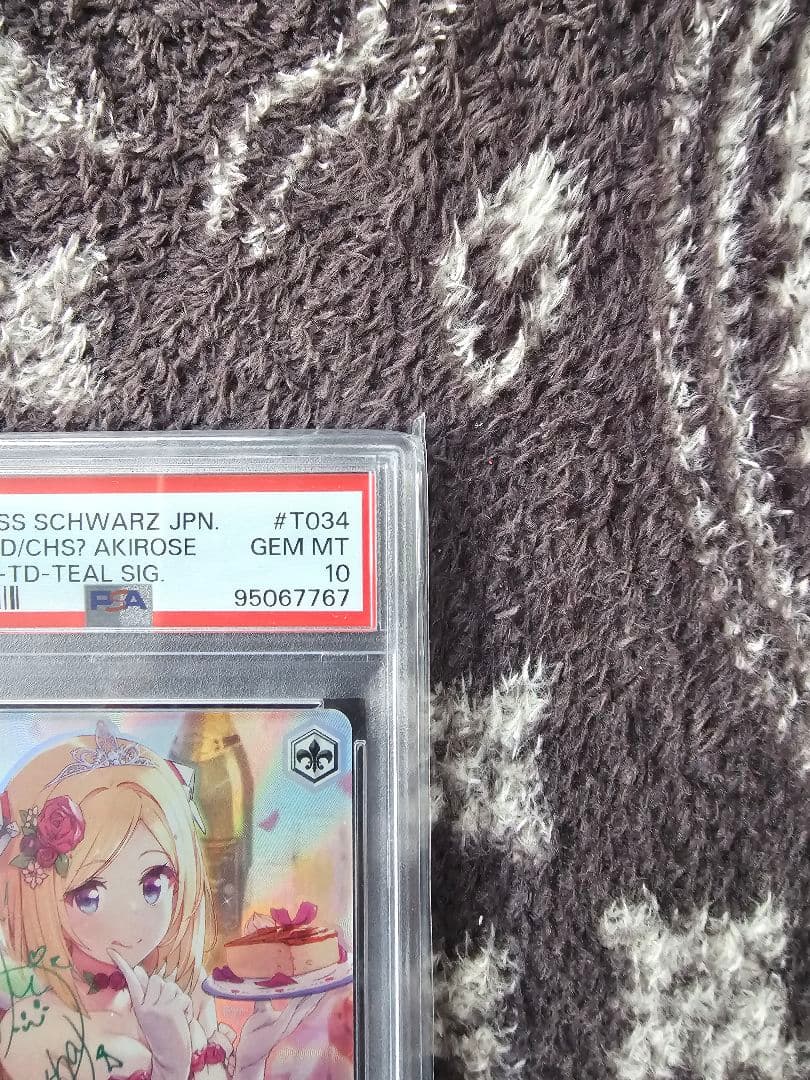 SS SCHWARZ JPN. #T034
D/CHS? AKIROSE GEM MT
-TD-TEAL SIG. 10
PSA 95067767